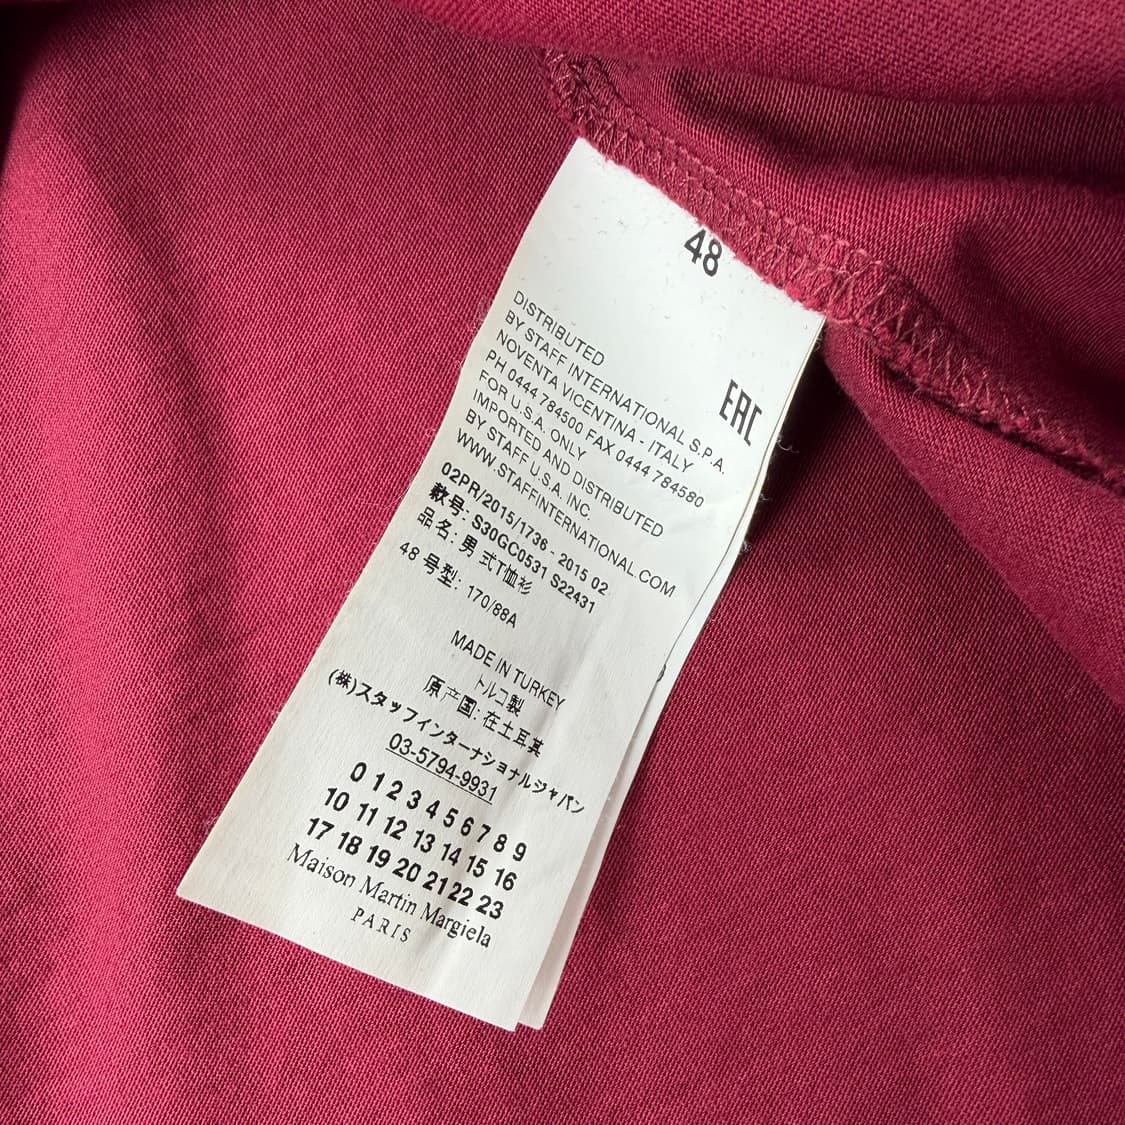 48
EAC
DISTRIBUTED
BY STAFF INTERNATIONAL S.P.A.
NOVENTA VICENTINA - ITALY
PH 0444 784500 FAX 0444 784580
FOR U.S.A. ONLY
IMPORTED AND DISTRIBUTED
BY STAFF U.S.A. INC.
WWW.STAFFINTERNATIONAL.COM
02PR/2015/1736 - 2015 02
款号: S30GC0531 S22431
品名: 男式T恤衫
48 号型: 170/88A
MADE IN TURKEY
トルコ製
原产国: 在土耳其
(株)スタッフインターナショナルジャパン
03-5794-9931
0 1 2 3 4 5 6 7 8 9
10 11 12 13 14 15 16
17 18 19 20 21 22 23
Maison Martin Margiela
PARIS